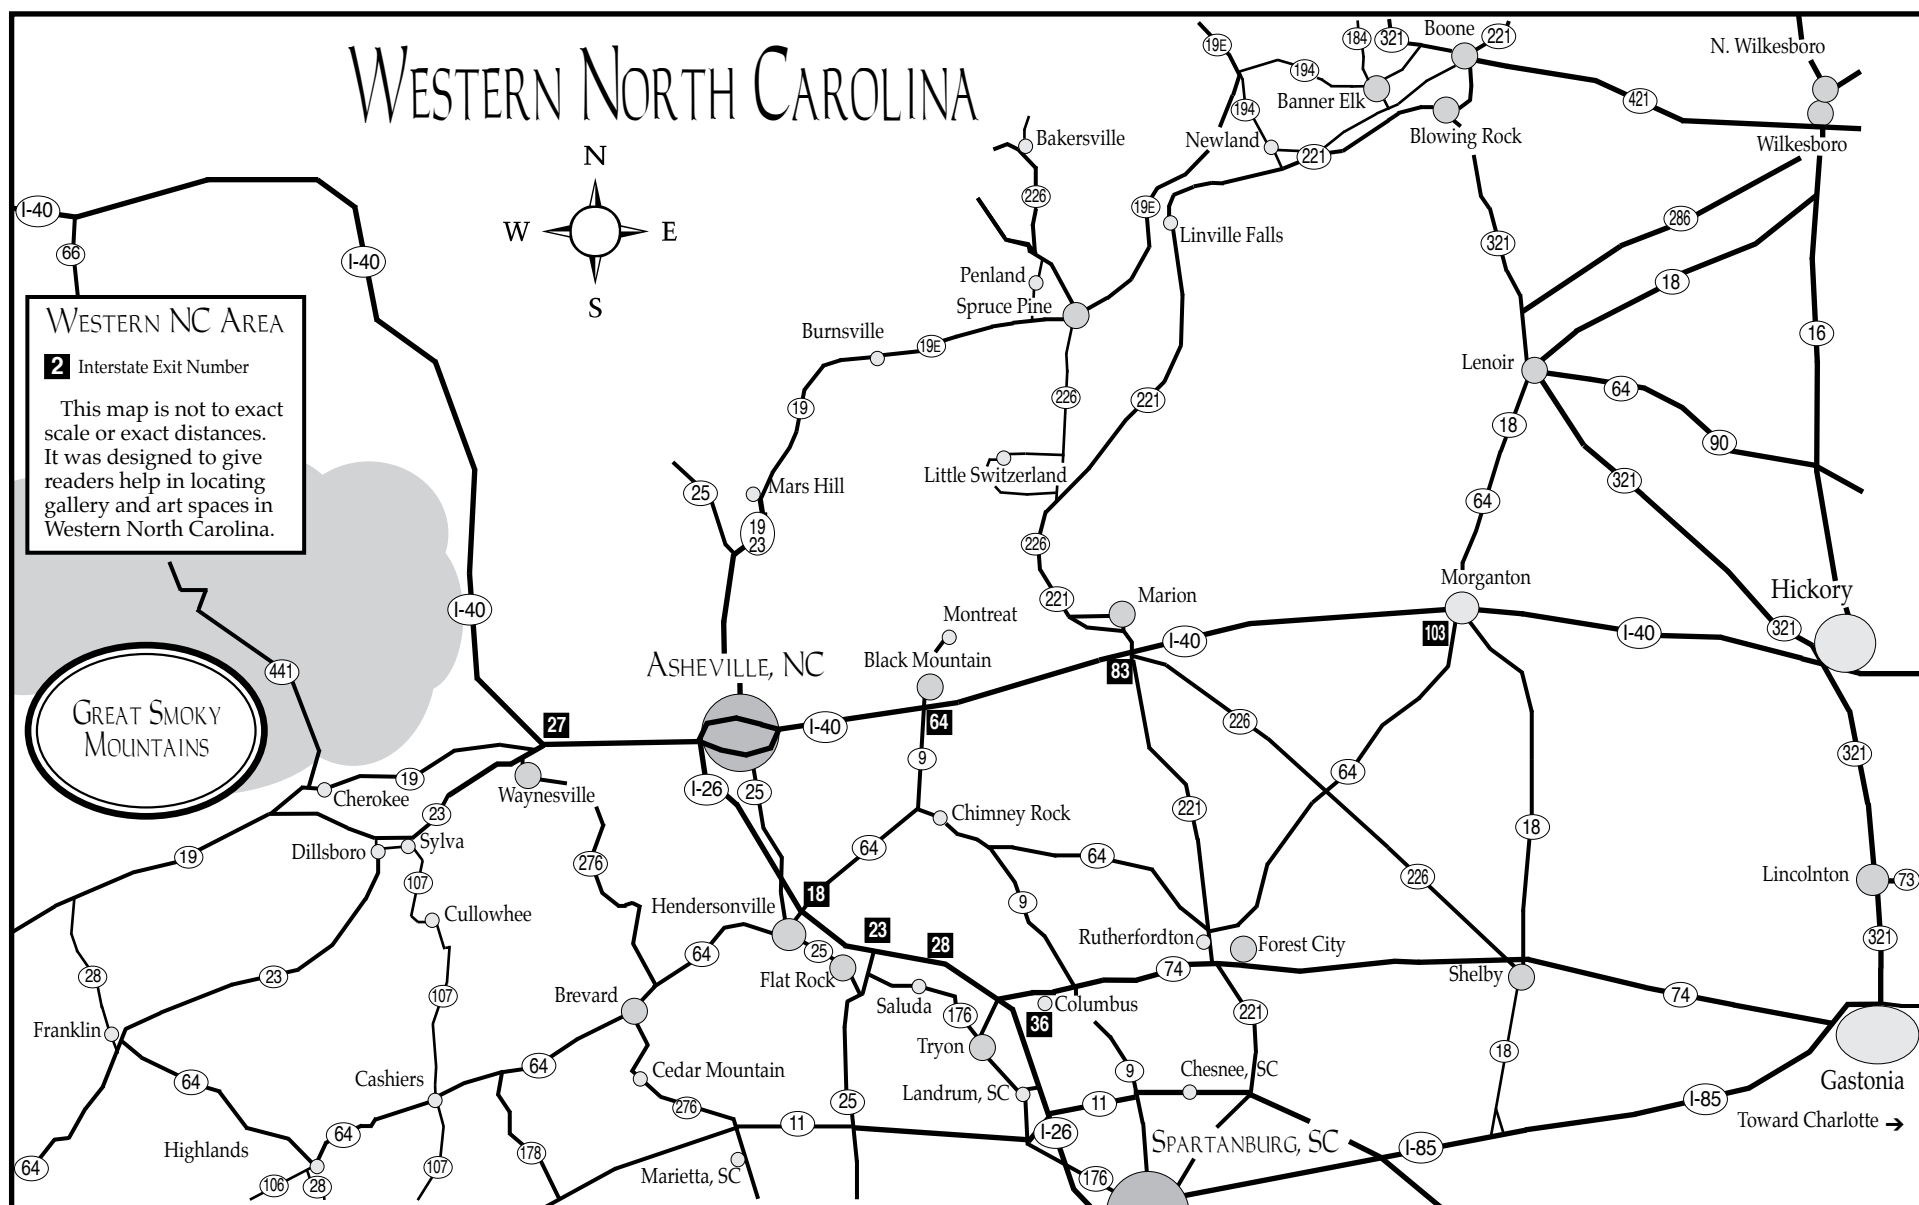 WESTERN NORTH CAROLINA
N
W
E
S
WESTERN NC AREA
2 Interstate Exit Number
This map is not to exact
scale or exact distances.
It was designed to give
readers help in locating
gallery and art spaces in
Western North Carolina.
GREAT SMOKY
MOUNTAINS
19E
184
321
Boone
221
N. Wilkesboro
194
Banner Elk
421
194
Newland
221
Blowing Rock
Wilkesboro
Bakersville
226
19E
I-40
66
I-40
Linville Falls
321
286
Penland
18
Spruce Pine
Burnsville
19E
16
Lenoir
64
19
226
221
18
90
25
Mars Hill
Little Switzerland
321
64
19
23
226
Morganton
Hickory
221
Marion
I-40
Montreat
103
321
I-40
I-40
441
ASHEVILLE, NC
Black Mountain
83
27
I-40
64
226
9
321
19
Cherokee
Waynesville
I-26
25
64
23
Chimney Rock
221
18
Dillsboro
Sylva
19
276
64
64
107
226
Lincolnton
73
18
Hendersonville
9
Cullowhee
23
28
Rutherfordton
Forest City
321
64
25
74
28
23
Flat Rock
Shelby
107
Brevard
Saluda
Columbus
74
176
36
221
Franklin
Tryon
18
64
Cedar Mountain
9
Chesnee, SC
64
Cashiers
Landrum, SC
Gastonia
276
25
11
I-85
11
Toward Charlotte ➔
64
I-26
SPARTANBURG, SC
Highlands
178
I-85
64
107
Marietta, SC
176
106
28